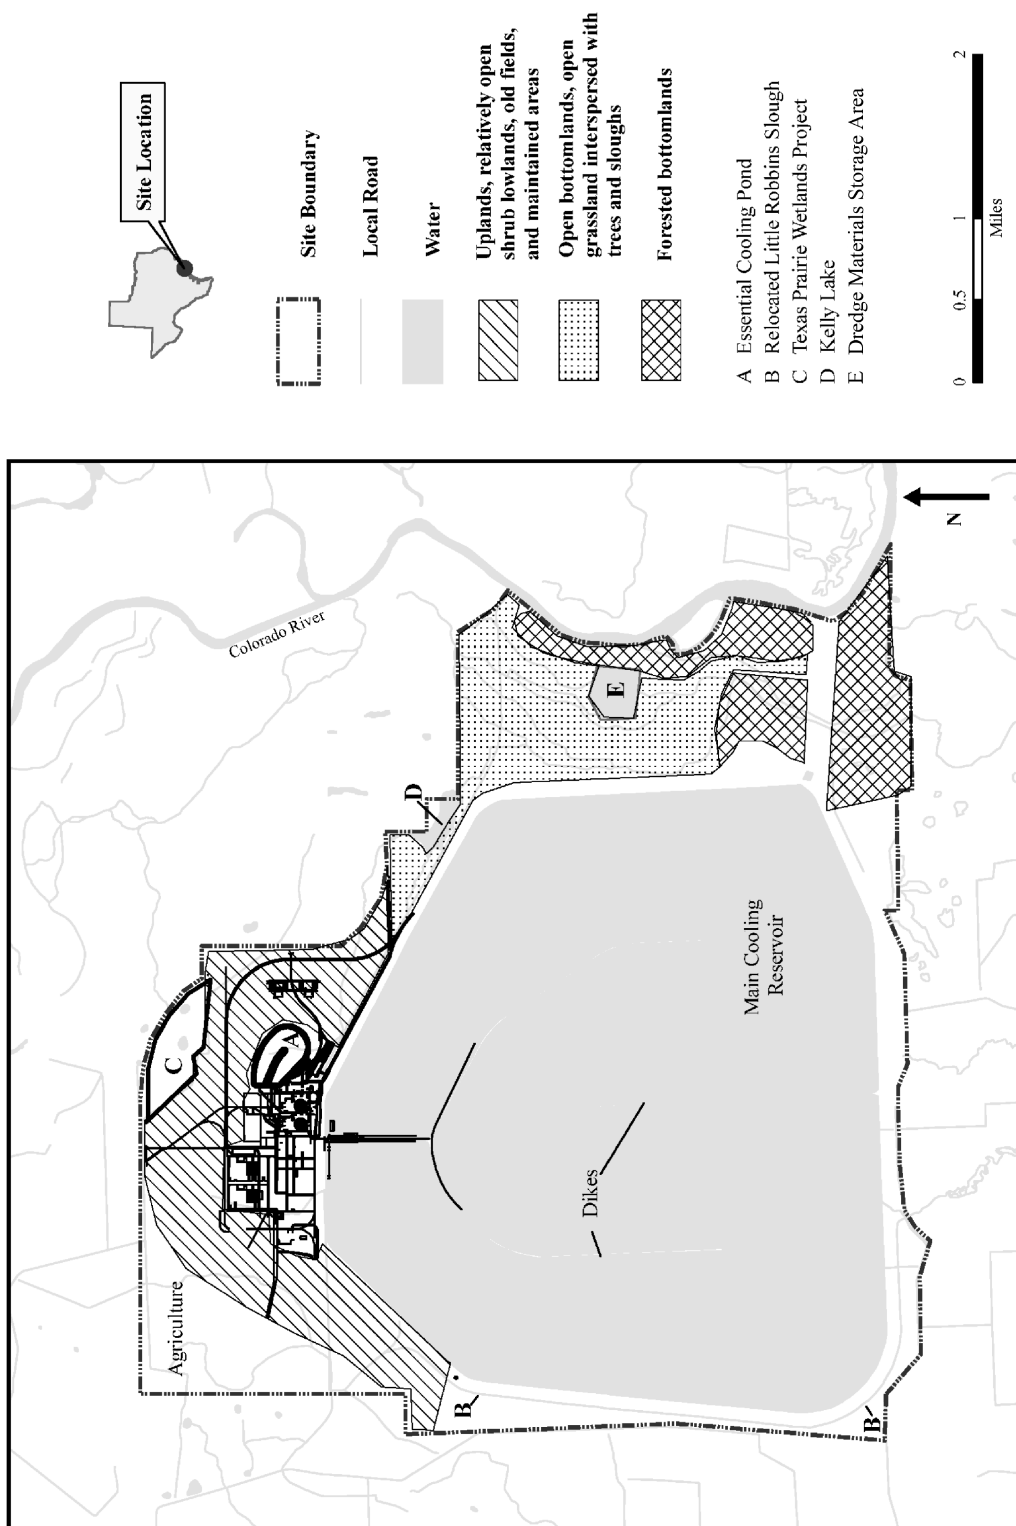 Site Location
Site Boundary
Local Road
Water
Uplands, relatively open
shrub lowlands, old fields,
and maintained areas
Open bottomlands, open
grassland interspersed with
trees and sloughs
Forested bottomlands
A Essential Cooling Pond
B Relocated Little Robbins Slough
C Texas Prairie Wetlands Project
D Kelly Lake
E Dredge Materials Storage Area
0 0.5 1 2
Miles
Agriculture
C
A
D
Colorado River
E
B
B
Dikes
Main Cooling
Reservoir
N